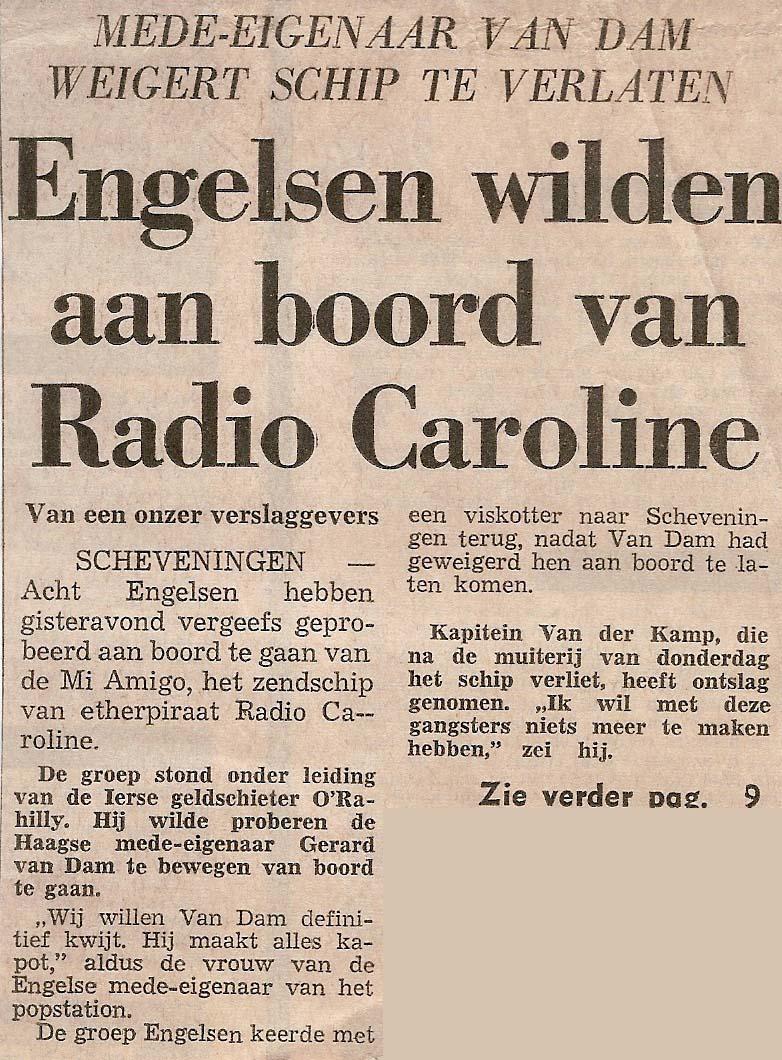 MEDE-EIGENAAR VAN DAM
WEIGERT SCHIP TE VERLATEN
Engelsen wilden
aan boord van
Radio Caroline
Van een onzer verslaggevers
SCHEVENINGEN —
Acht Engelsen hebben
gisteravond vergeefs gepro-
beerd aan boord te gaan van
de Mi Amigo, het zendschip
van etherpiraat Radio Ca--
roline.
De groep stond onder leiding
van de Ierse geldschieter O'Ra-
hilly. Hij wilde proberen de
Haagse mede-eigenaar Gerard
van Dam te bewegen van boord
te gaan.
„Wij willen Van Dam defini-
tief kwijt. Hij maakt alles ka-
pot,” aldus de vrouw van de
Engelse mede-eigenaar van het
popstation.
De groep Engelsen keerde met
een viskotter naar Schevenin-
gen terug, nadat Van Dam had
geweigerd hen aan boord te la-
ten komen.
Kapitein Van der Kamp, die
na de muiterij van donderdag
het schip verliet, heeft ontslag
genomen. „Ik wil met deze
gangsters niets meer te maken
hebben,” zei hij.
Zie verder pag. 9